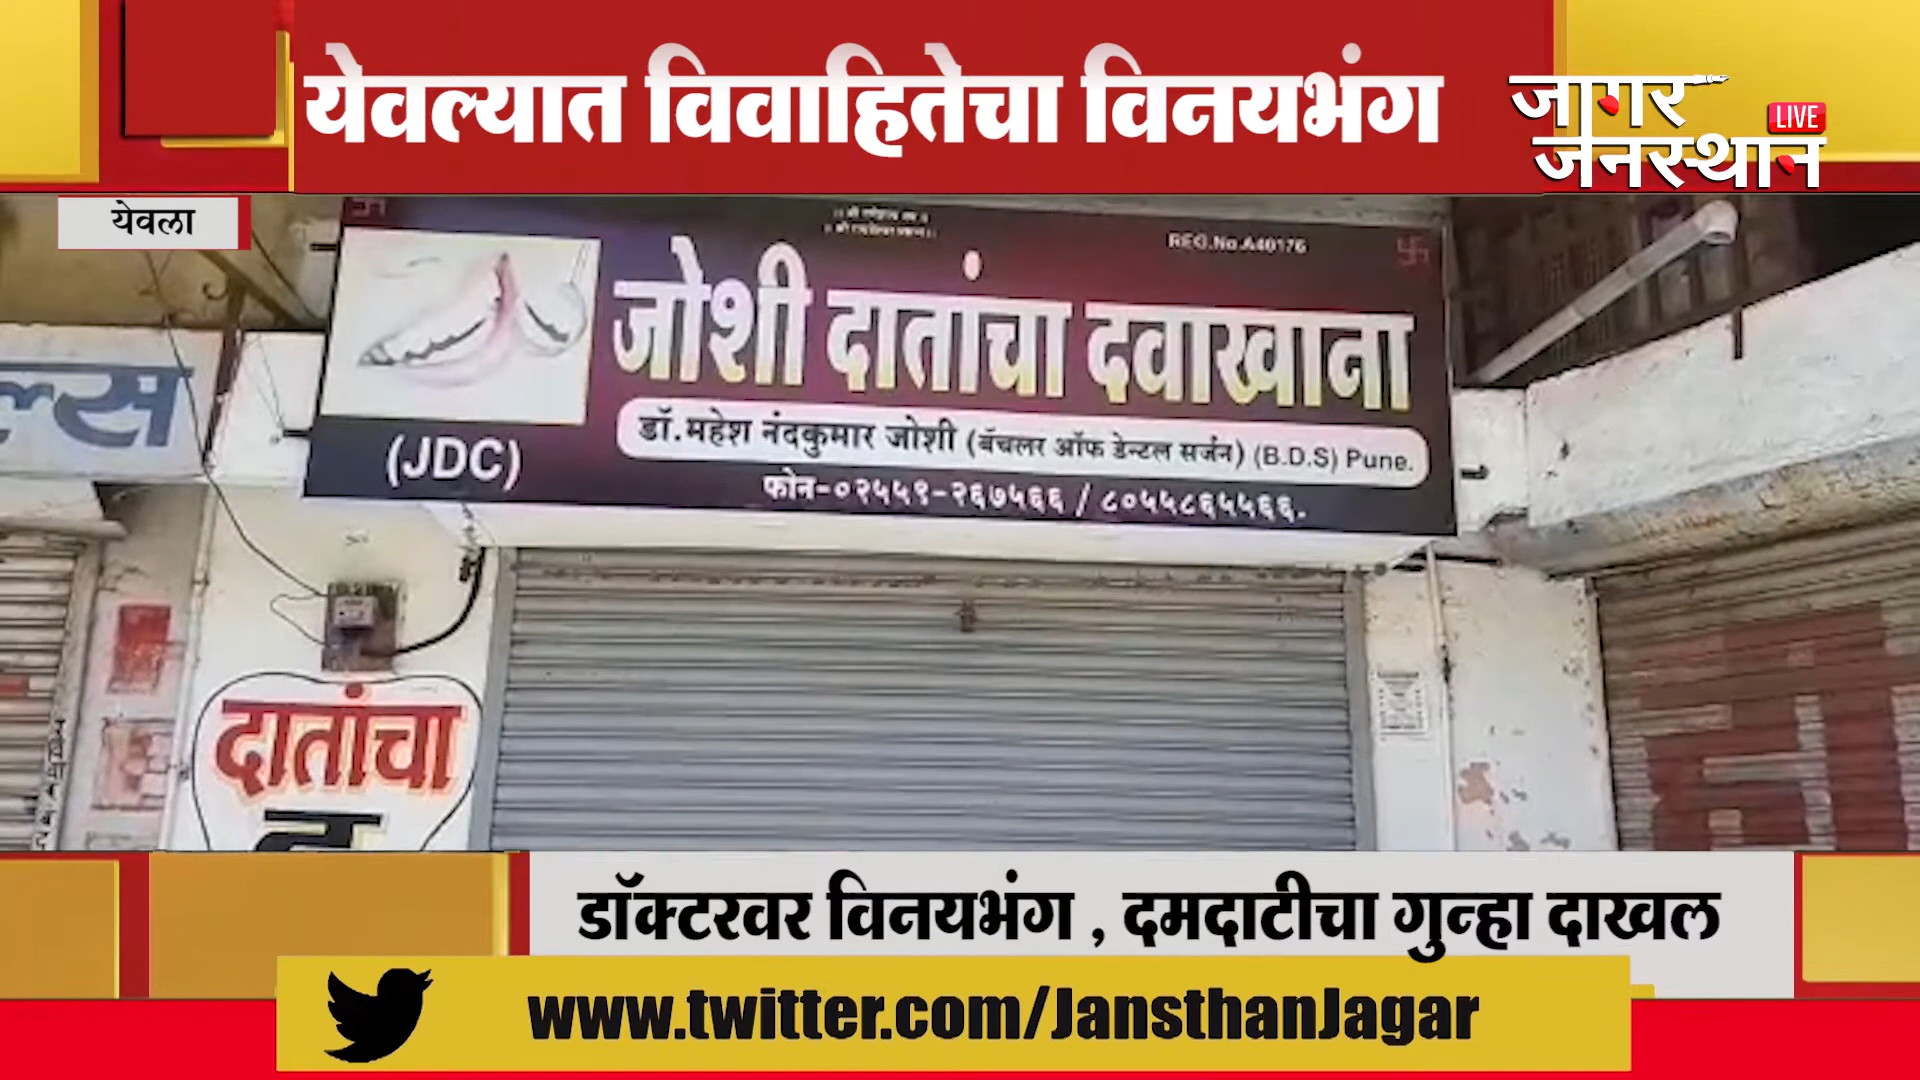 येवल्यात विवाहितेचा विनयभंग
जागर
LIVE
जनस्थान
येवला
REG.No.A40176
जोशी दातांचा दवाखाना
डॉ.महेश नंदकुमार जोशी (बॅचलर ऑफ डेन्टल सर्जन) (B.D.S) Pune.
(JDC)
फोन-०२५५९-२६७५६६ / ८०५५८६५५६६.
ल्स
दातांचा
डॉक्टरवर विनयभंग , दमदाटीचा गुन्हा दाखल
www.twitter.com/JansthanJagar